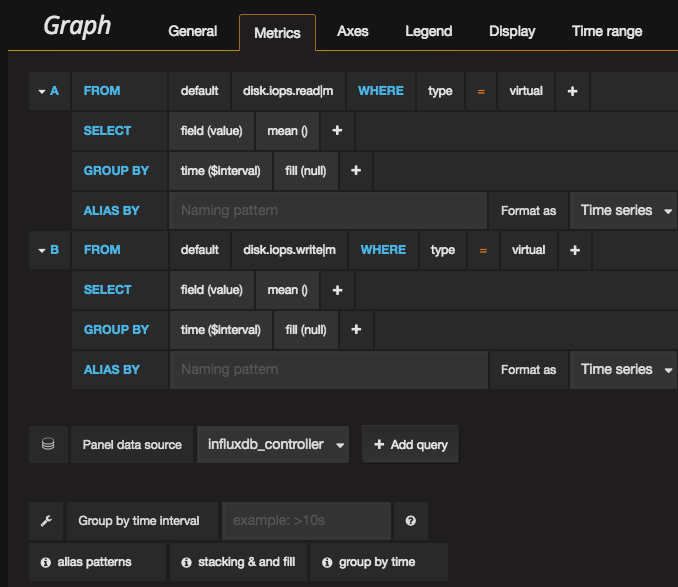 Graph General Metrics Axes Legend Display Time range
A FROM default disk.iops.read|m WHERE type = virtual +
SELECT field (value) mean () +
GROUP BY time ($interval) fill (null) +
ALIAS BY Naming pattern Format as Time series
B FROM default disk.iops.write|m WHERE type = virtual +
SELECT field (value) mean () +
GROUP BY time ($interval) fill (null) +
ALIAS BY Naming pattern Format as Time series
Panel data source influxdb_controller + Add query
Group by time interval example: >10s
alias patterns stacking & and fill group by time